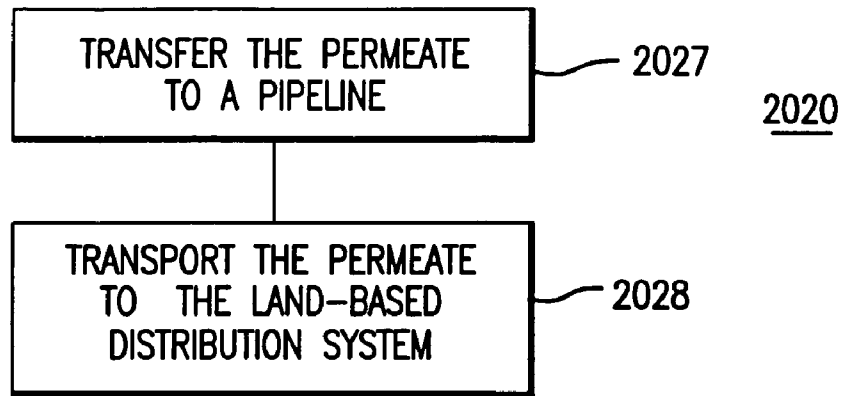 TRANSFER THE PERMEATE
TO A PIPELINE
2027
2020
TRANSPORT THE PERMEATE
TO THE LAND-BASED
DISTRIBUTION SYSTEM
2028